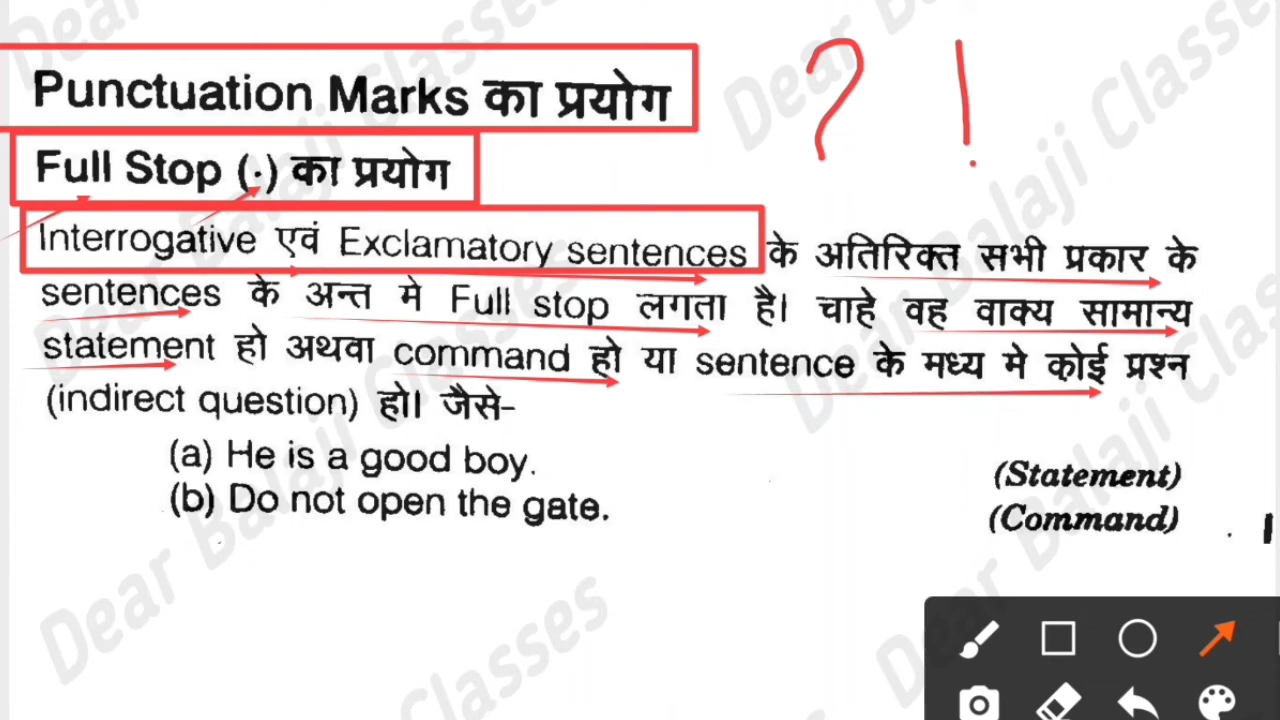 Punctuation Marks का प्रयोग
? !
Full Stop (.) का प्रयोग
Interrogative एवं Exclamatory sentences के अतिरिक्त सभी प्रकार के
sentences के अन्त मे Full stop लगता है। चाहे वह वाक्य सामान्य
statement हो अथवा command हो या sentence के मध्य मे कोई प्रश्न
(indirect question) हो। जैसे–
(a) He is a good boy. (Statement)
(b) Do not open the gate. (Command)
Dear Balaji Classes